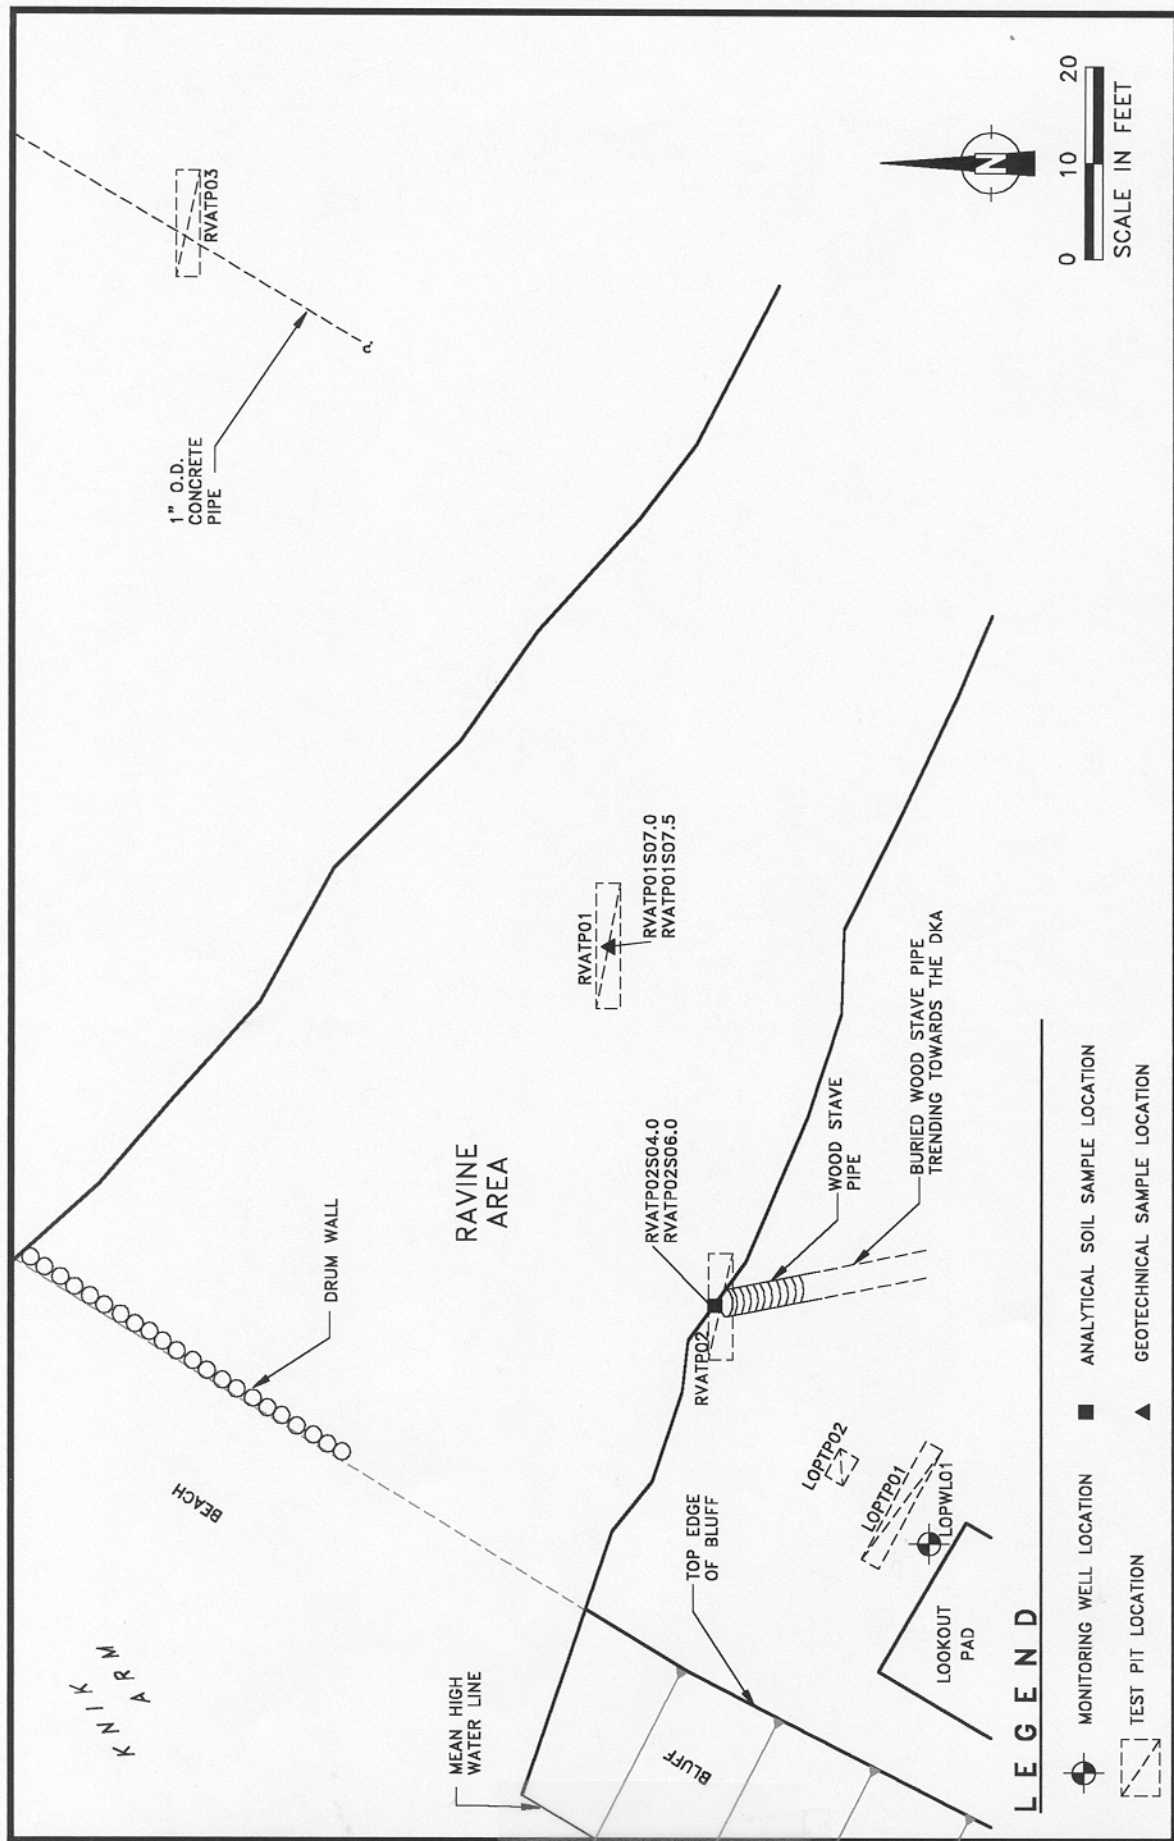 KNIK
ARM
BEACH
DRUM WALL
1" O.D.
CONCRETE
PIPE
RVATP03
MEAN HIGH
WATER LINE
RAVINE
AREA
RVATP01
RVATP01S07.0
RVATP01S07.5
RVATP02S04.0
RVATP02S06.0
RVATP02
BLUFF
TOP EDGE
OF BLUFF
LOPTP02
LOPTP01
LOPWL01
LOOKOUT
PAD
WOOD STAVE
PIPE
BURIED WOOD STAVE PIPE
TRENDING TOWARDS THE DKA
N
0 10 20
SCALE IN FEET
LEGEND
MONITORING WELL LOCATION
ANALYTICAL SOIL SAMPLE LOCATION
TEST PIT LOCATION
GEOTECHNICAL SAMPLE LOCATION